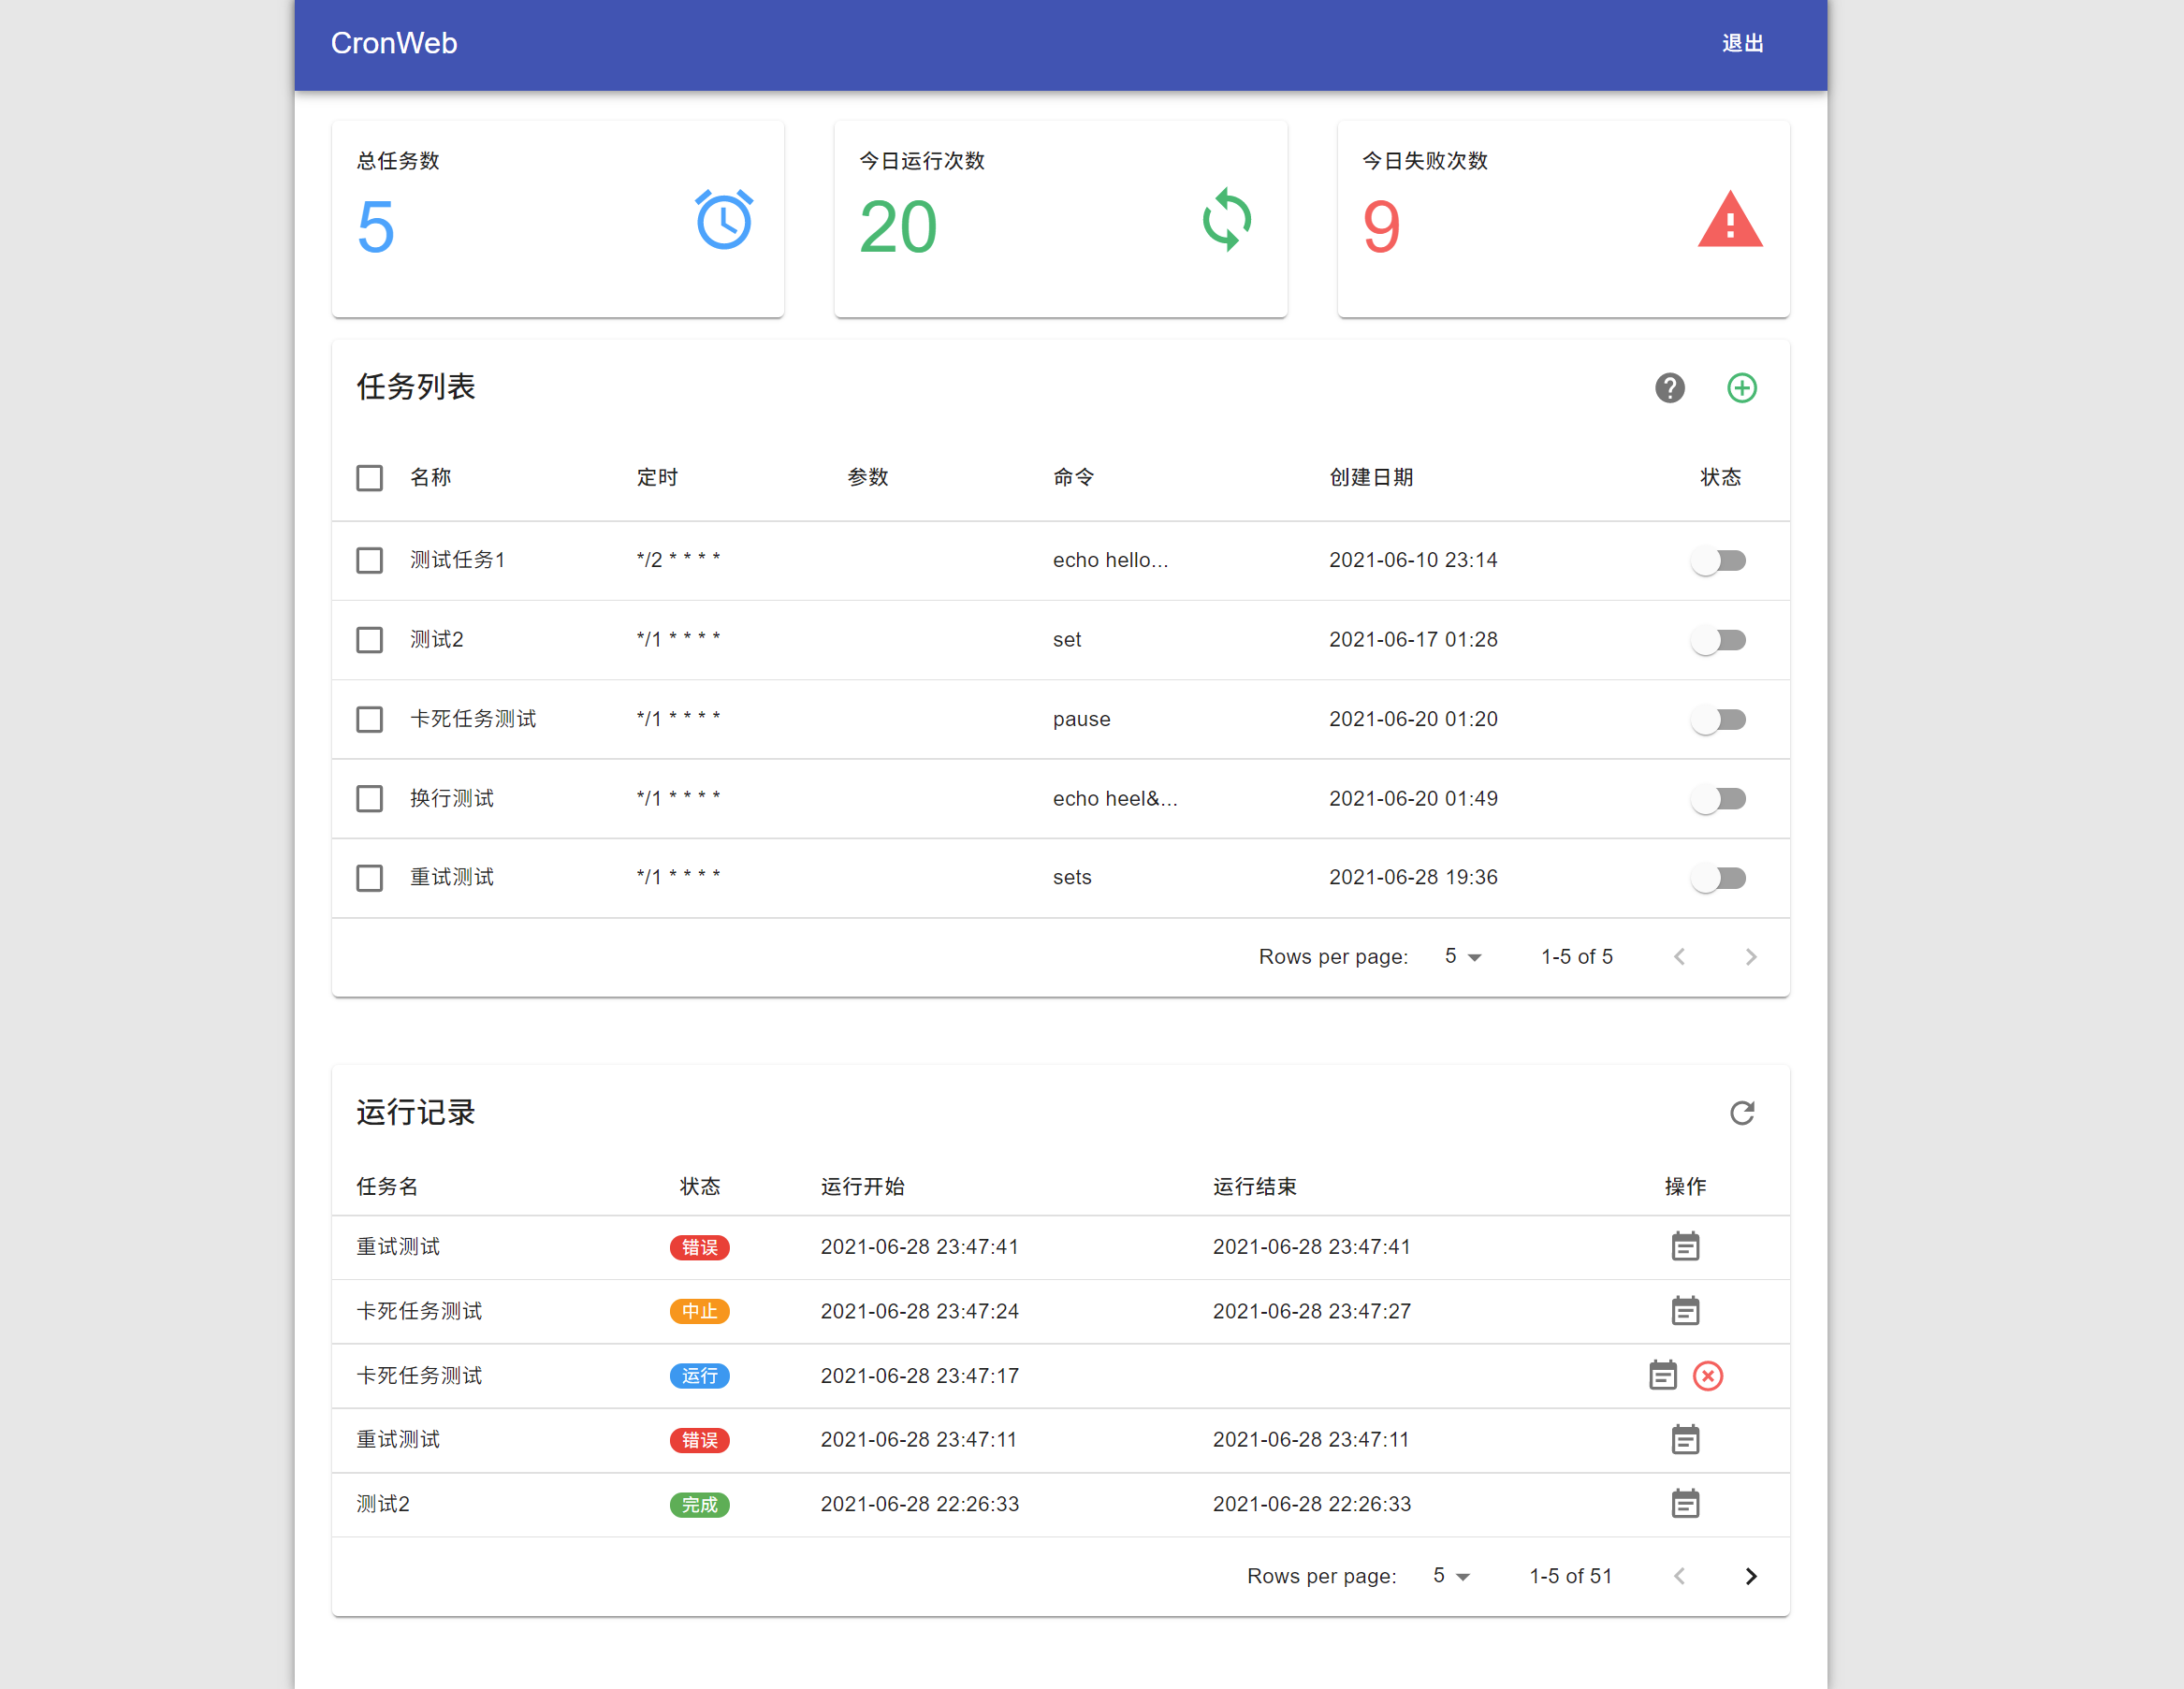 CronWeb 退出
总任务数 今日运行次数 今日失败次数
5 20 9
任务列表
名称 定时 参数 命令 创建日期 状态
测试任务1 */2 * * * * echo hello... 2021-06-10 23:14
测试2 */1 * * * * set 2021-06-17 01:28
卡死任务测试 */1 * * * * pause 2021-06-20 01:20
换行测试 */1 * * * * echo heel&... 2021-06-20 01:49
重试测试 */1 * * * * sets 2021-06-28 19:36
Rows per page: 5 1-5 of 5
运行记录
任务名 状态 运行开始 运行结束 操作
重试测试 错误 2021-06-28 23:47:41 2021-06-28 23:47:41
卡死任务测试 中止 2021-06-28 23:47:24 2021-06-28 23:47:27
卡死任务测试 运行 2021-06-28 23:47:17
重试测试 错误 2021-06-28 23:47:11 2021-06-28 23:47:11
测试2 完成 2021-06-28 22:26:33 2021-06-28 22:26:33
Rows per page: 5 1-5 of 51